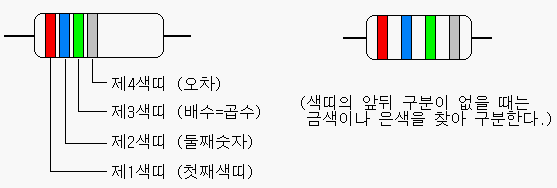 제4색띠 (오차)
제3색띠 (배수=곱수)
제2색띠 (둘째숫자)
제1색띠 (첫째색띠)
(색띠의 앞뒤 구분이 없을 때는
금색이나 은색을 찾아 구분한다.)